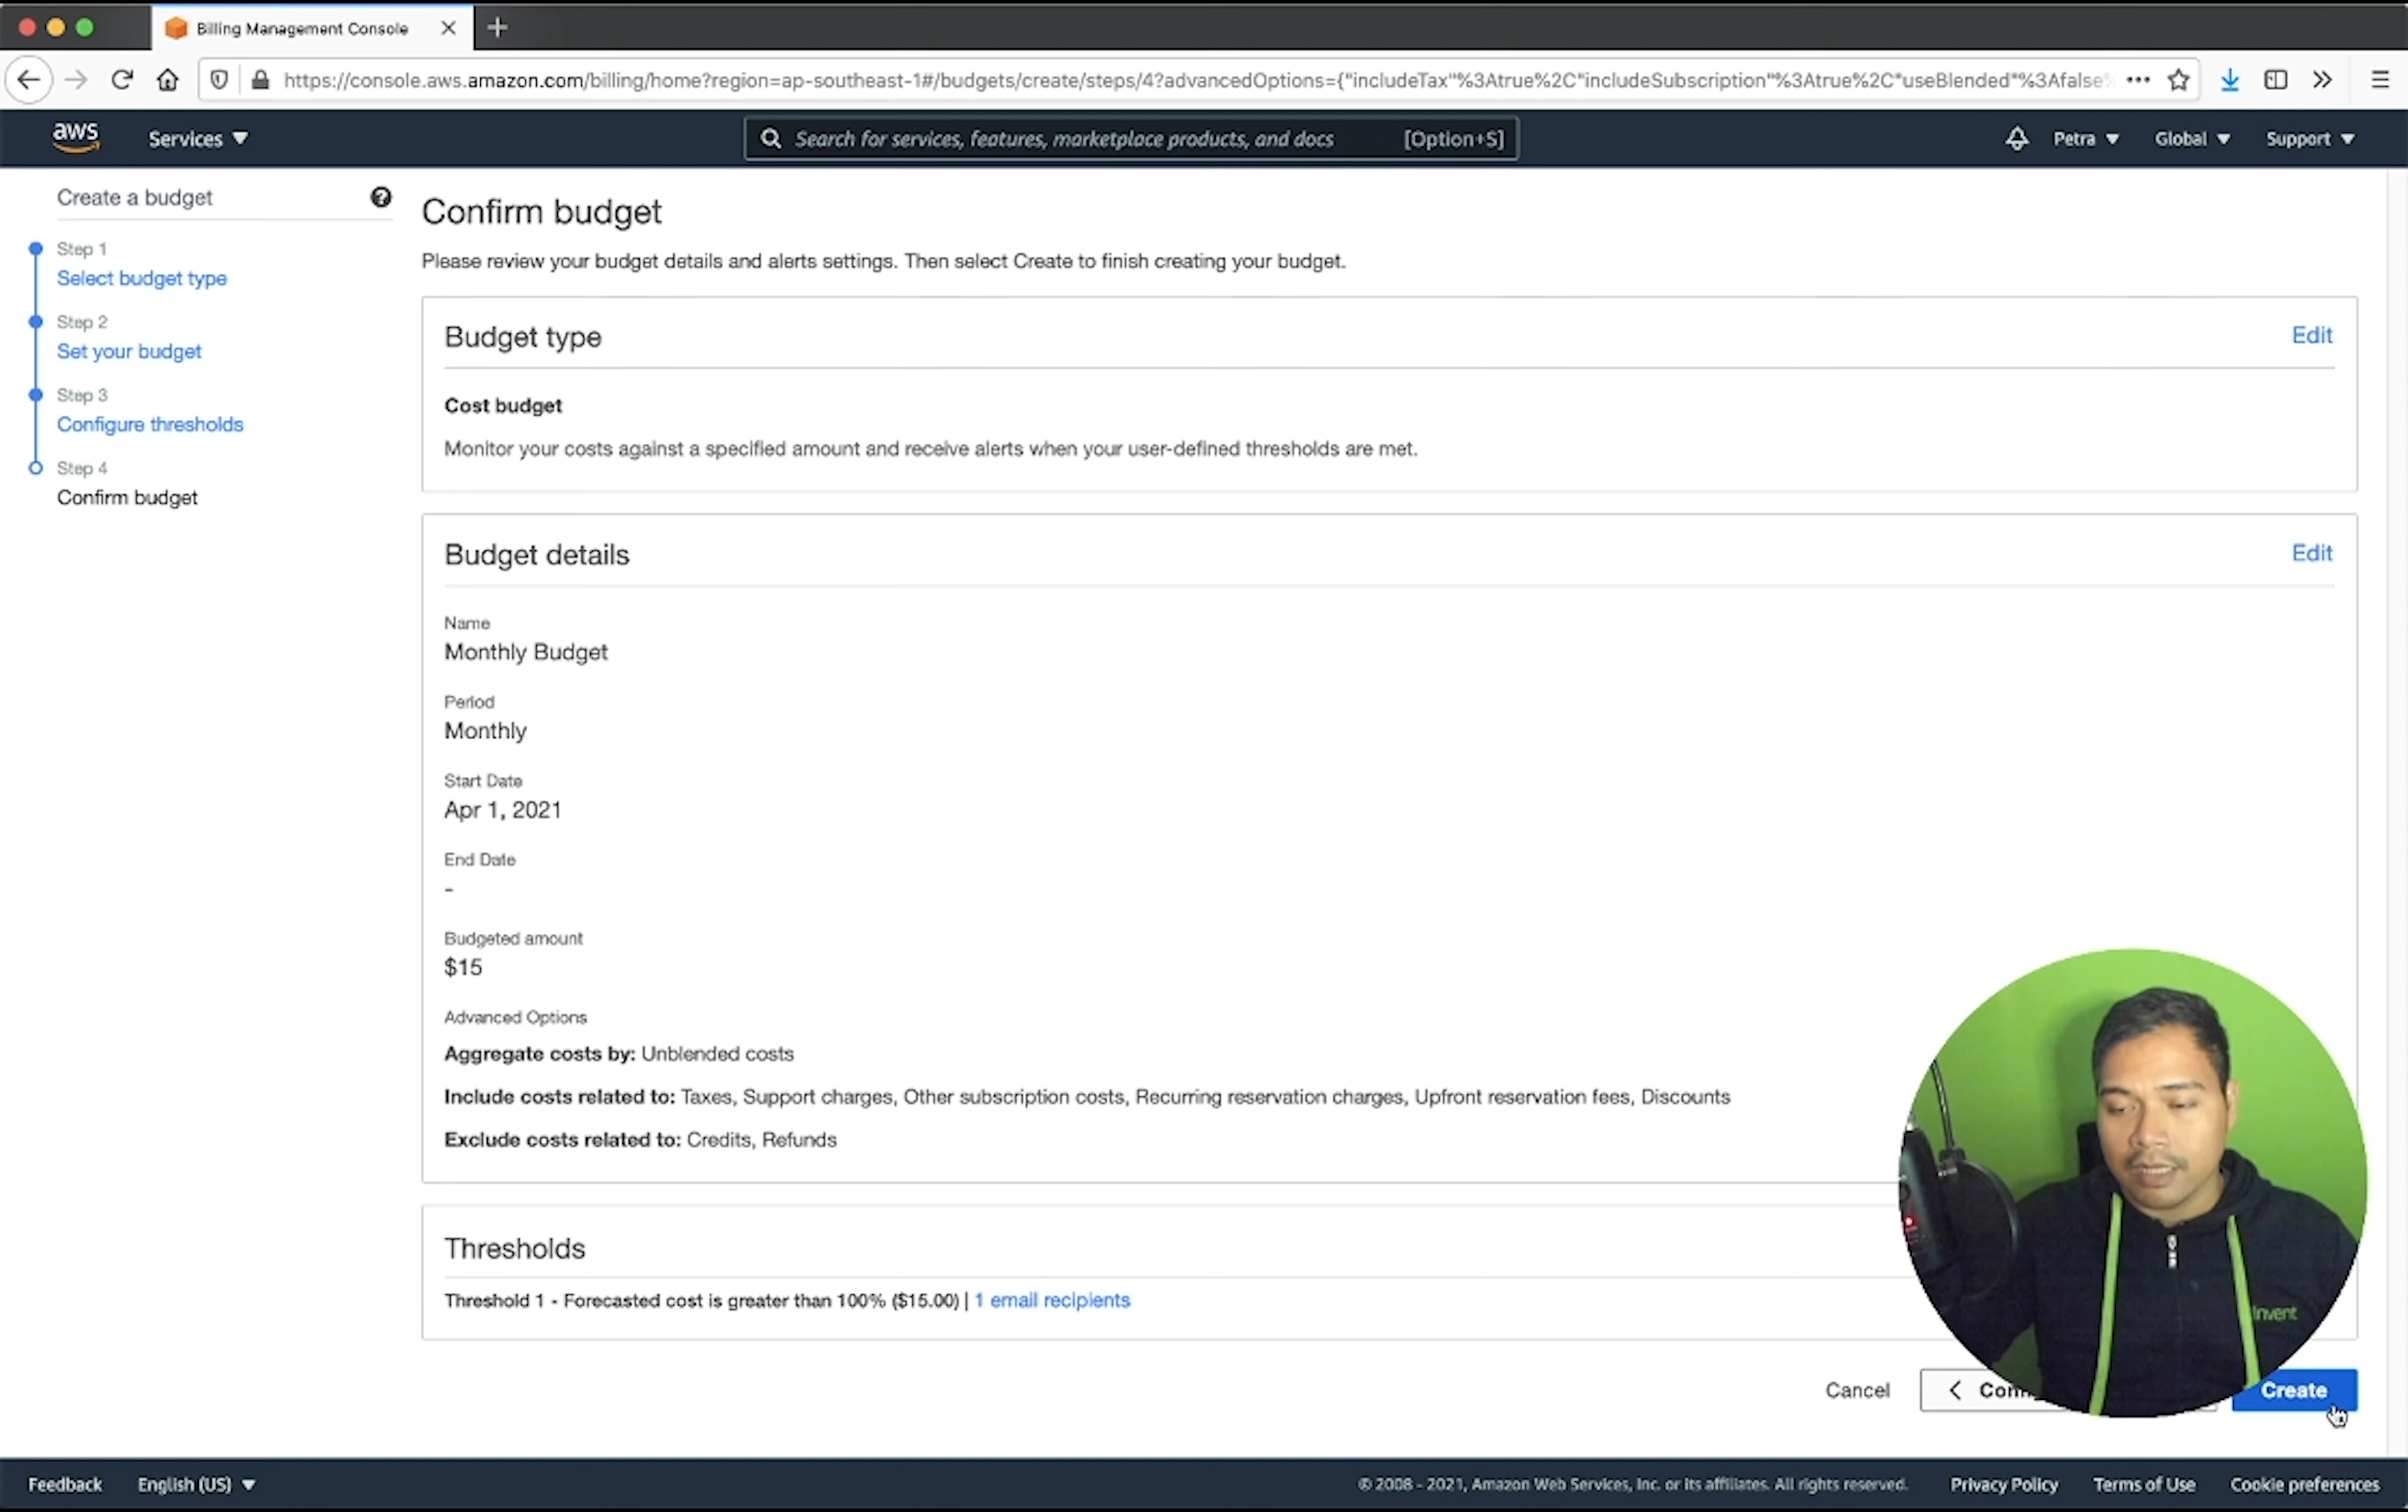 Billing Management Console
https://console.aws.amazon.com/billing/home?region=ap-southeast-1#/budgets/create/steps/4?advancedOptions={"includeTax"%3Atrue%2C"includeSubscription"%3Atrue%2C"useBlended"%3Afalse%
aws
Services
Search for services, features, marketplace products, and docs [Option+S]
Petra
Global
Support
Create a budget
Step 1
Select budget type
Step 2
Set your budget
Step 3
Configure thresholds
Step 4
Confirm budget
Confirm budget
Please review your budget details and alerts settings. Then select Create to finish creating your budget.
Budget type
Edit
Cost budget
Monitor your costs against a specified amount and receive alerts when your user-defined thresholds are met.
Budget details
Edit
Name
Monthly Budget
Period
Monthly
Start Date
Apr 1, 2021
End Date
-
Budgeted amount
$15
Advanced Options
Aggregate costs by: Unblended costs
Include costs related to: Taxes, Support charges, Other subscription costs, Recurring reservation charges, Upfront reservation fees, Discounts
Exclude costs related to: Credits, Refunds
Thresholds
Threshold 1 - Forecasted cost is greater than 100% ($15.00) | 1 email recipients
Invent
Cancel
Create
Feedback
English (US)
© 2008 - 2021, Amazon Web Services, Inc. or its affiliates. All rights reserved.
Privacy Policy
Terms of Use
Cookie preferences